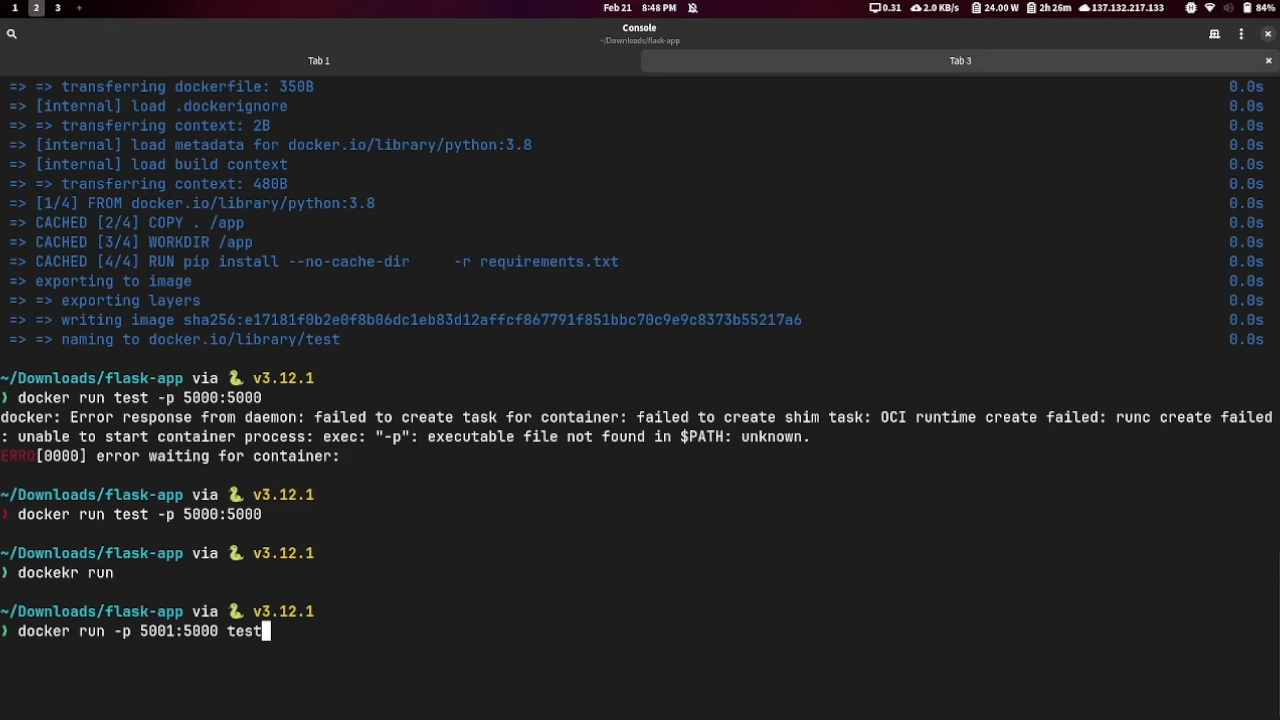 1 2 3 + Feb 21 8:48 PM 0.31 2.0 KB/s 24.00 W 2h 26m 137.132.217.133 84%
Console
~/Downloads/flask-app
Tab 1 Tab 3
=> => transferring dockerfile: 350B 0.0s
=> [internal] load .dockerignore 0.0s
=> => transferring context: 2B 0.0s
=> [internal] load metadata for docker.io/library/python:3.8 0.0s
=> [internal] load build context 0.0s
=> => transferring context: 480B 0.0s
=> [1/4] FROM docker.io/library/python:3.8 0.0s
=> CACHED [2/4] COPY . /app 0.0s
=> CACHED [3/4] WORKDIR /app 0.0s
=> CACHED [4/4] RUN pip install --no-cache-dir     -r requirements.txt 0.0s
=> exporting to image 0.0s
=> => exporting layers 0.0s
=> => writing image sha256:e17181f0b2e0f8b06dc1eb83d12affcf867791f851bbc70c9e9c8373b55217a6 0.0s
=> => naming to docker.io/library/test 0.0s
~/Downloads/flask-app via 🐍 v3.12.1
❯ docker run test -p 5000:5000
docker: Error response from daemon: failed to create task for container: failed to create shim task: OCI runtime create failed: runc create failed
: unable to start container process: exec: "-p": executable file not found in $PATH: unknown.
ERRO[0000] error waiting for container:
~/Downloads/flask-app via 🐍 v3.12.1
❯ docker run test -p 5000:5000
~/Downloads/flask-app via 🐍 v3.12.1
❯ dockekr run
~/Downloads/flask-app via 🐍 v3.12.1
❯ docker run -p 5001:5000 test